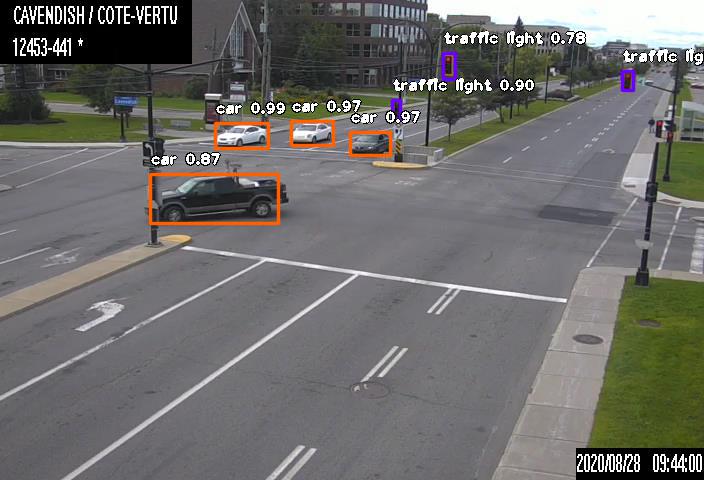 CAVENDISH / COTE-VERTU
12453-441 *
traffic light 0.78
traffic lig
traffic light 0.90
car 0.99
car 0.97
car 0.97
car 0.87
Cavendish
2020/08/28 09:44:00